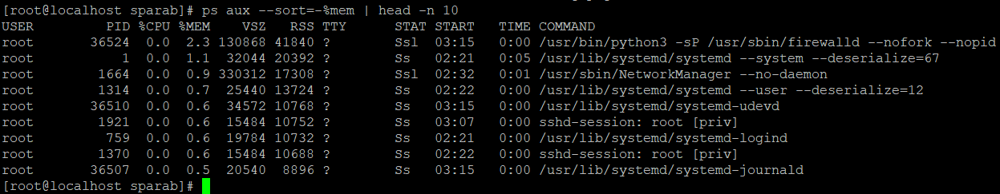 [root@localhost sparab]# ps aux --sort=-%mem | head -n 10
USER         PID %CPU %MEM    VSZ   RSS TTY      STAT START   TIME COMMAND
root       36524  0.0  2.3 130868 41840 ?        Ssl  03:15   0:00 /usr/bin/python3 -sP /usr/sbin/firewalld --nofork --nopid
root           1  0.0  1.1  32044 20392 ?        Ss   02:21   0:05 /usr/lib/systemd/systemd --system --deserialize=67
root        1664  0.0  0.9 330312 17308 ?        Ssl  02:32   0:01 /usr/sbin/NetworkManager --no-daemon
root        1314  0.0  0.7  25440 13724 ?        Ss   02:22   0:00 /usr/lib/systemd/systemd --user --deserialize=12
root       36510  0.0  0.6  34572 10768 ?        Ss   03:15   0:00 /usr/lib/systemd/systemd-udevd
root        1921  0.0  0.6  15484 10752 ?        Ss   03:07   0:00 sshd-session: root [priv]
root         759  0.0  0.6  19784 10732 ?        Ss   02:21   0:00 /usr/lib/systemd/systemd-logind
root        1370  0.0  0.6  15484 10688 ?        Ss   02:22   0:00 sshd-session: root [priv]
root       36507  0.0  0.5  20540  8896 ?        Ss   03:15   0:00 /usr/lib/systemd/systemd-journald
[root@localhost sparab]#